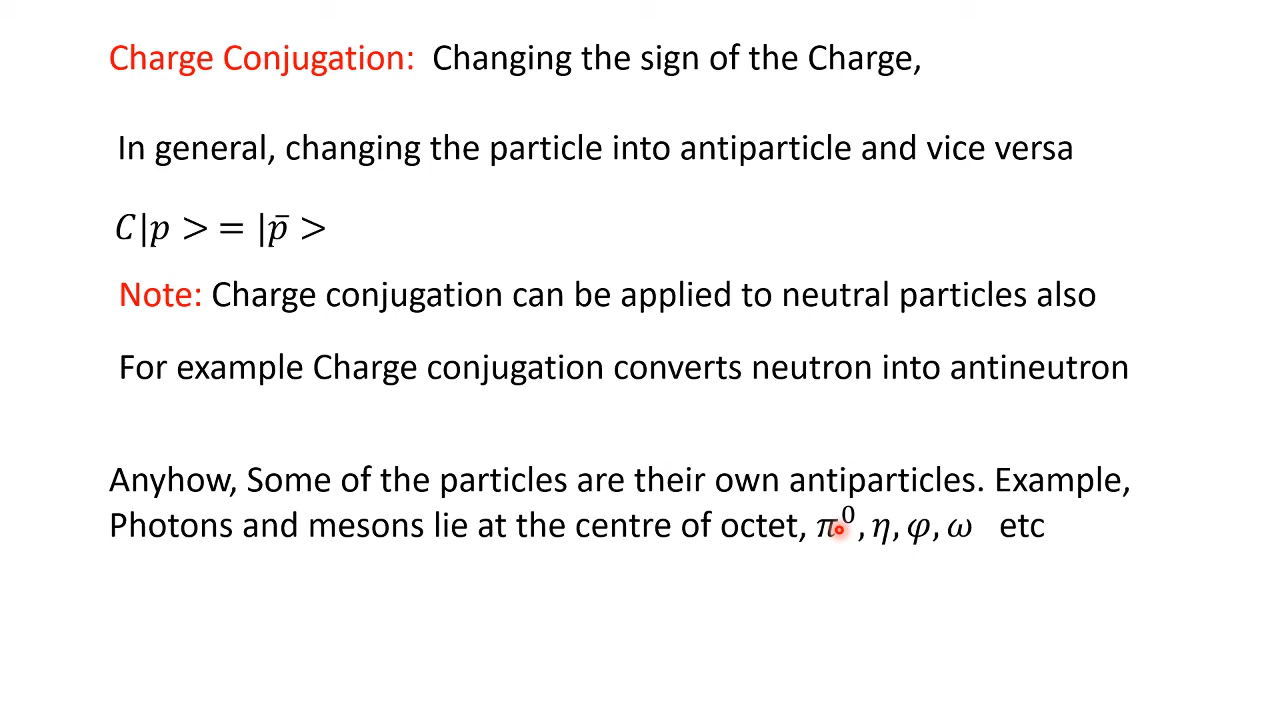 Charge Conjugation: Changing the sign of the Charge,
In general, changing the particle into antiparticle and vice versa
C|p > = |p̄ >
Note: Charge conjugation can be applied to neutral particles also
For example Charge conjugation converts neutron into antineutron
Anyhow, Some of the particles are their own antiparticles. Example,
Photons and mesons lie at the centre of octet, π⁰, η, φ, ω etc